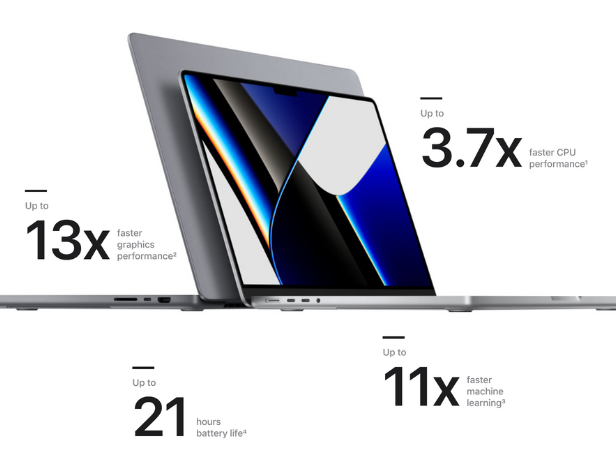 Up to
3.7x faster CPU
performance¹
Up to
13x faster
graphics
performance²
Up to
11x faster
machine
learning³
Up to
21 hours
battery life⁴